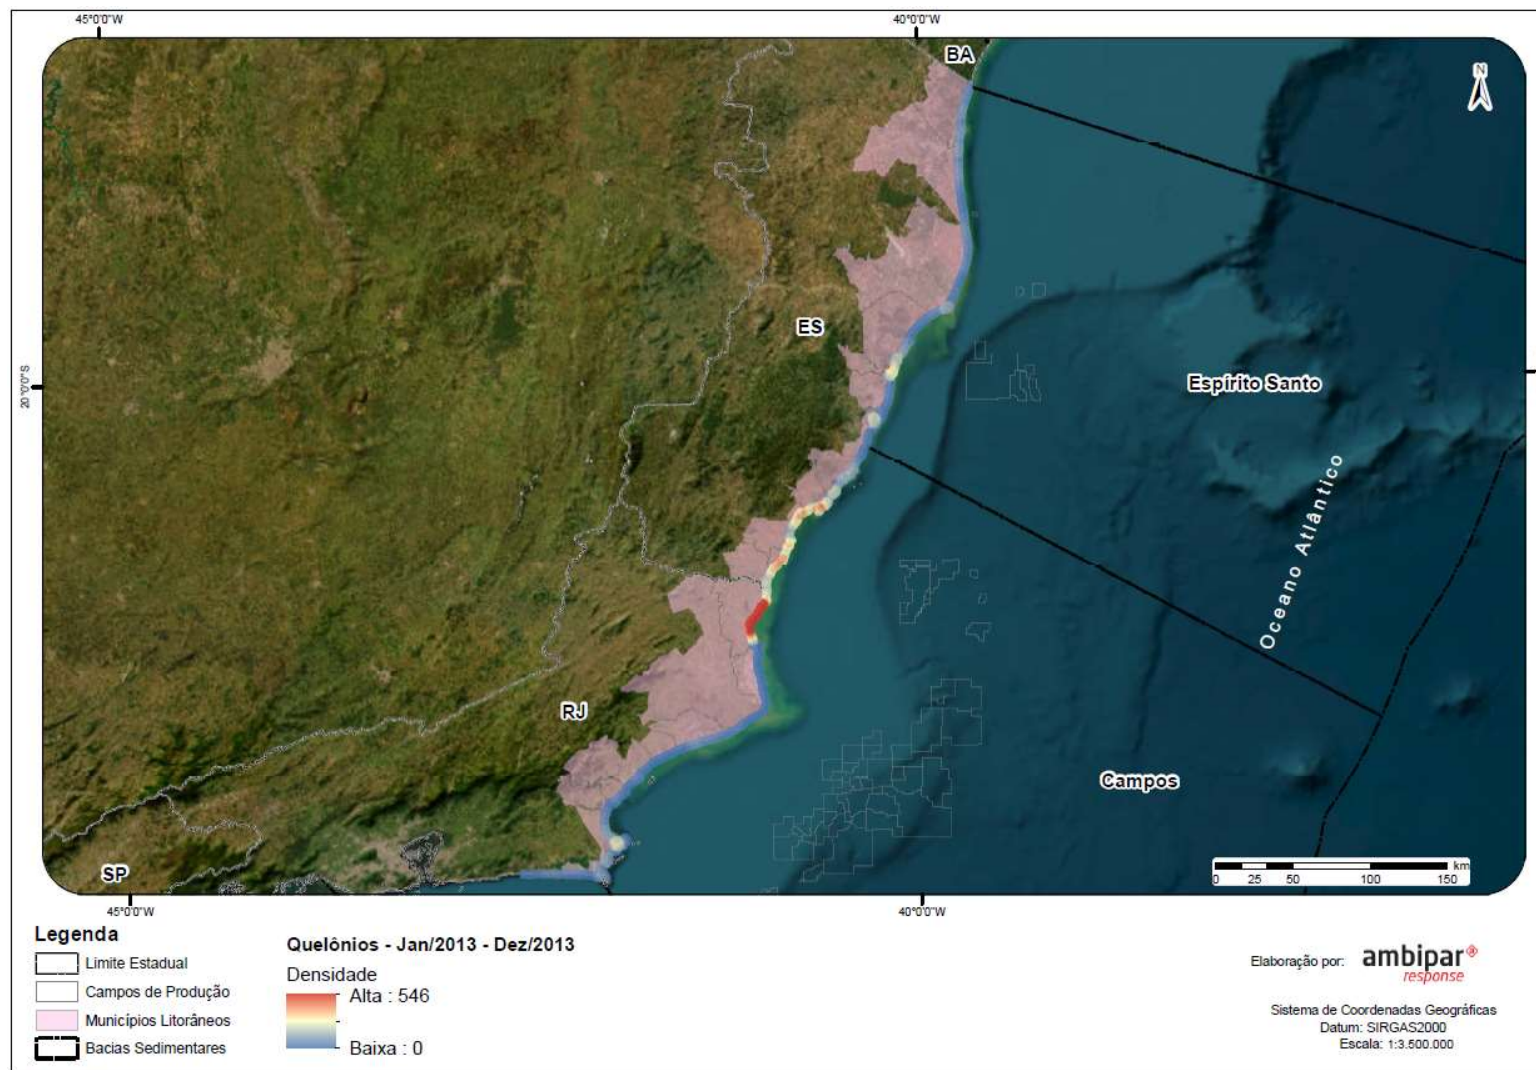 45°0'0"W
40°0'0"W
BA
N
ES
20°0'0"S
Espírito Santo
Oceano Atlântico
RJ
Campos
SP
km
0 25 50 100 150
45°0'0"W
40°0'0"W
Legenda
Limite Estadual
Campos de Produção
Municípios Litorâneos
Bacias Sedimentares
Quelônios - Jan/2013 - Dez/2013
Densidade
Alta : 546
Baixa : 0
Elaboração por:
ambipar
response
Sistema de Coordenadas Geográficas
Datum: SIRGAS2000
Escala: 1:3.500.000